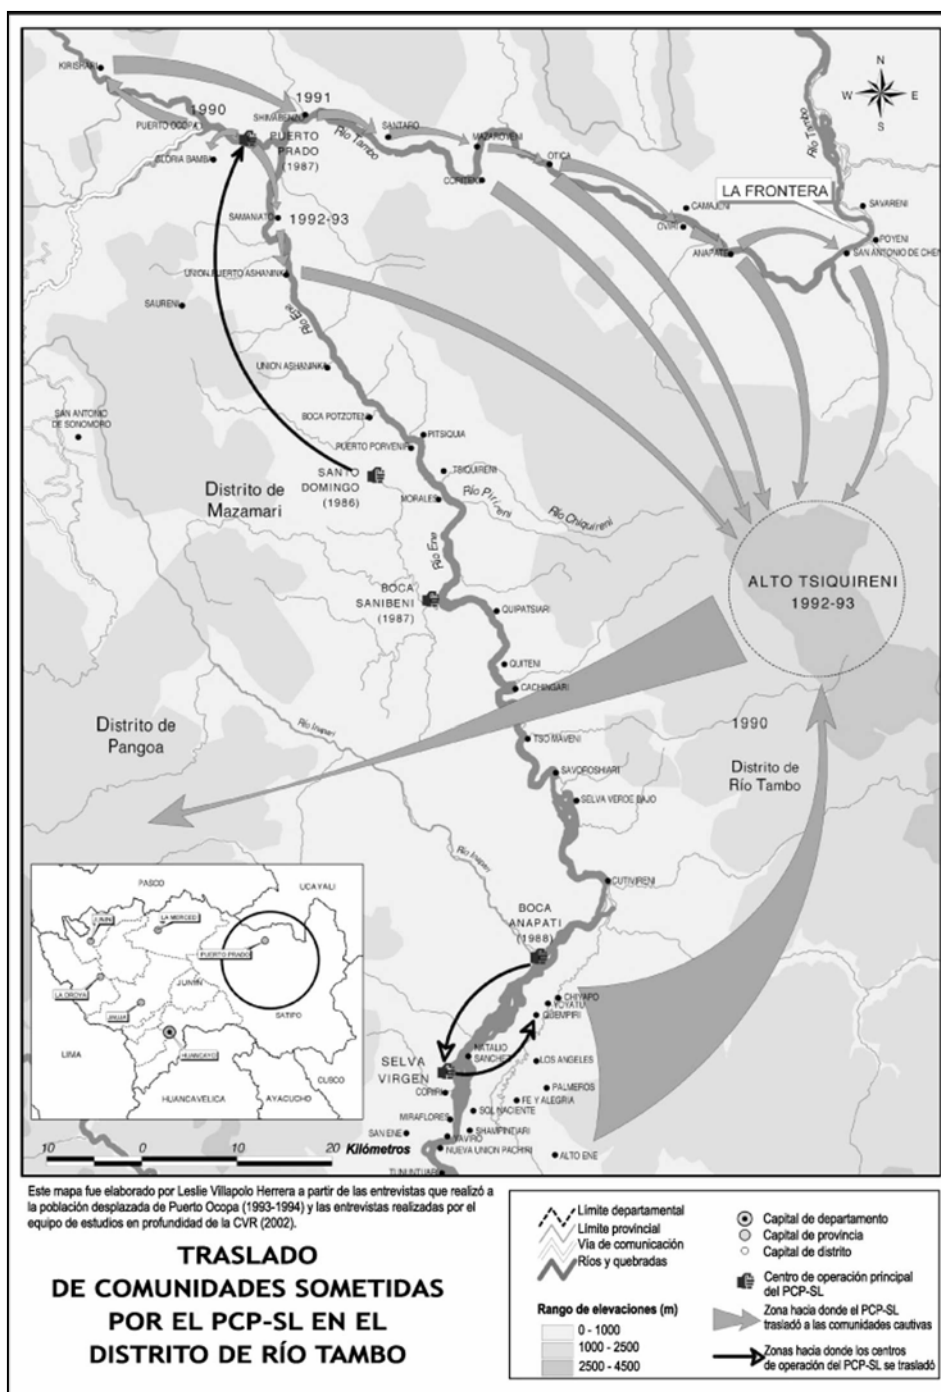 KIRISHARI
N
W E
S
1990
1991
SHIMABENZO
PUERTO OCOPA
PUERTO
PRADO
(1987)
Río Tambo
SANTARO
MAZAROVENI
GLORIA BAMBA
OTICA
Río Tambo
LA FRONTERA
CAMAJENI
SAVARENI
POYENI
ANAPATE
SAN ANTONIO DE CHEN
SAMANIATO
1992-93
UNION PUERTO ASHANINKA
SAURENI
Río Ene
UNION ASHANINKA
SAN ANTONIO
DE SONOMORO
BOCA POTZOTENI
PITSIQUIA
PUERTO PORVENIR
SANTO
DOMINGO
(1986)
TSIQUIRENI
MORALES
Río Chiquireni
Distrito de
Mazamari
Río Ene
BOCA
SANIBENI
(1987)
ALTO TSIQUIRENI
1992-93
QUIPATSIARI
QUITENI
CACHINGARI
1990
Distrito de
Pangoa
TSO MAVENI
SAVOROSHIARI
Distrito de
Río Tambo
SELVA VERDE BAJO
CUTIVIRENI
BOCA
ANAPATI
(1988)
CHIYAPO
YOYATU
QUEMPIRI
NATALIO
SANCHEZ
LOS ANGELES
SELVA
VIRGEN
PALMEROS
FE Y ALEGRIA
SOL NACIENTE
MIRAFLORES
SHAMPINTIARI
SAN ENE
YAVIRO
NUEVA UNION PACHIRI
ALTO ENE
PASCO
UCAYALI
JUNIN
LA MERCED
PUERTO PRADO
LA OROYA
JUNIN
JAUJA
SATIPO
LIMA
HUANCAYO
CUSCO
HUANCAVELICA
AYACUCHO
10 0 10 20 Kilómetros
Este mapa fue elaborado por Leslie Villapolo Herrera a partir de las entrevistas que realizó a
la población desplazada de Puerto Ocopa (1993-1994) y las entrevistas realizadas por el
equipo de estudios en profundidad de la CVR (2002).
TRASLADO
DE COMUNIDADES SOMETIDAS
POR EL PCP-SL EN EL
DISTRITO DE RÍO TAMBO
Límite departamental
Límite provincial
Vía de comunicación
Ríos y quebradas
Rango de elevaciones (m)
0 - 1000
1000 - 2500
2500 - 4500
Capital de departamento
Capital de provincia
Capital de distrito
Centro de operación principal
del PCP-SL
Zona hacia donde el PCP-SL
trasladó a las comunidades cautivas
Zonas hacia donde los centros
de operación del PCP-SL se trasladó